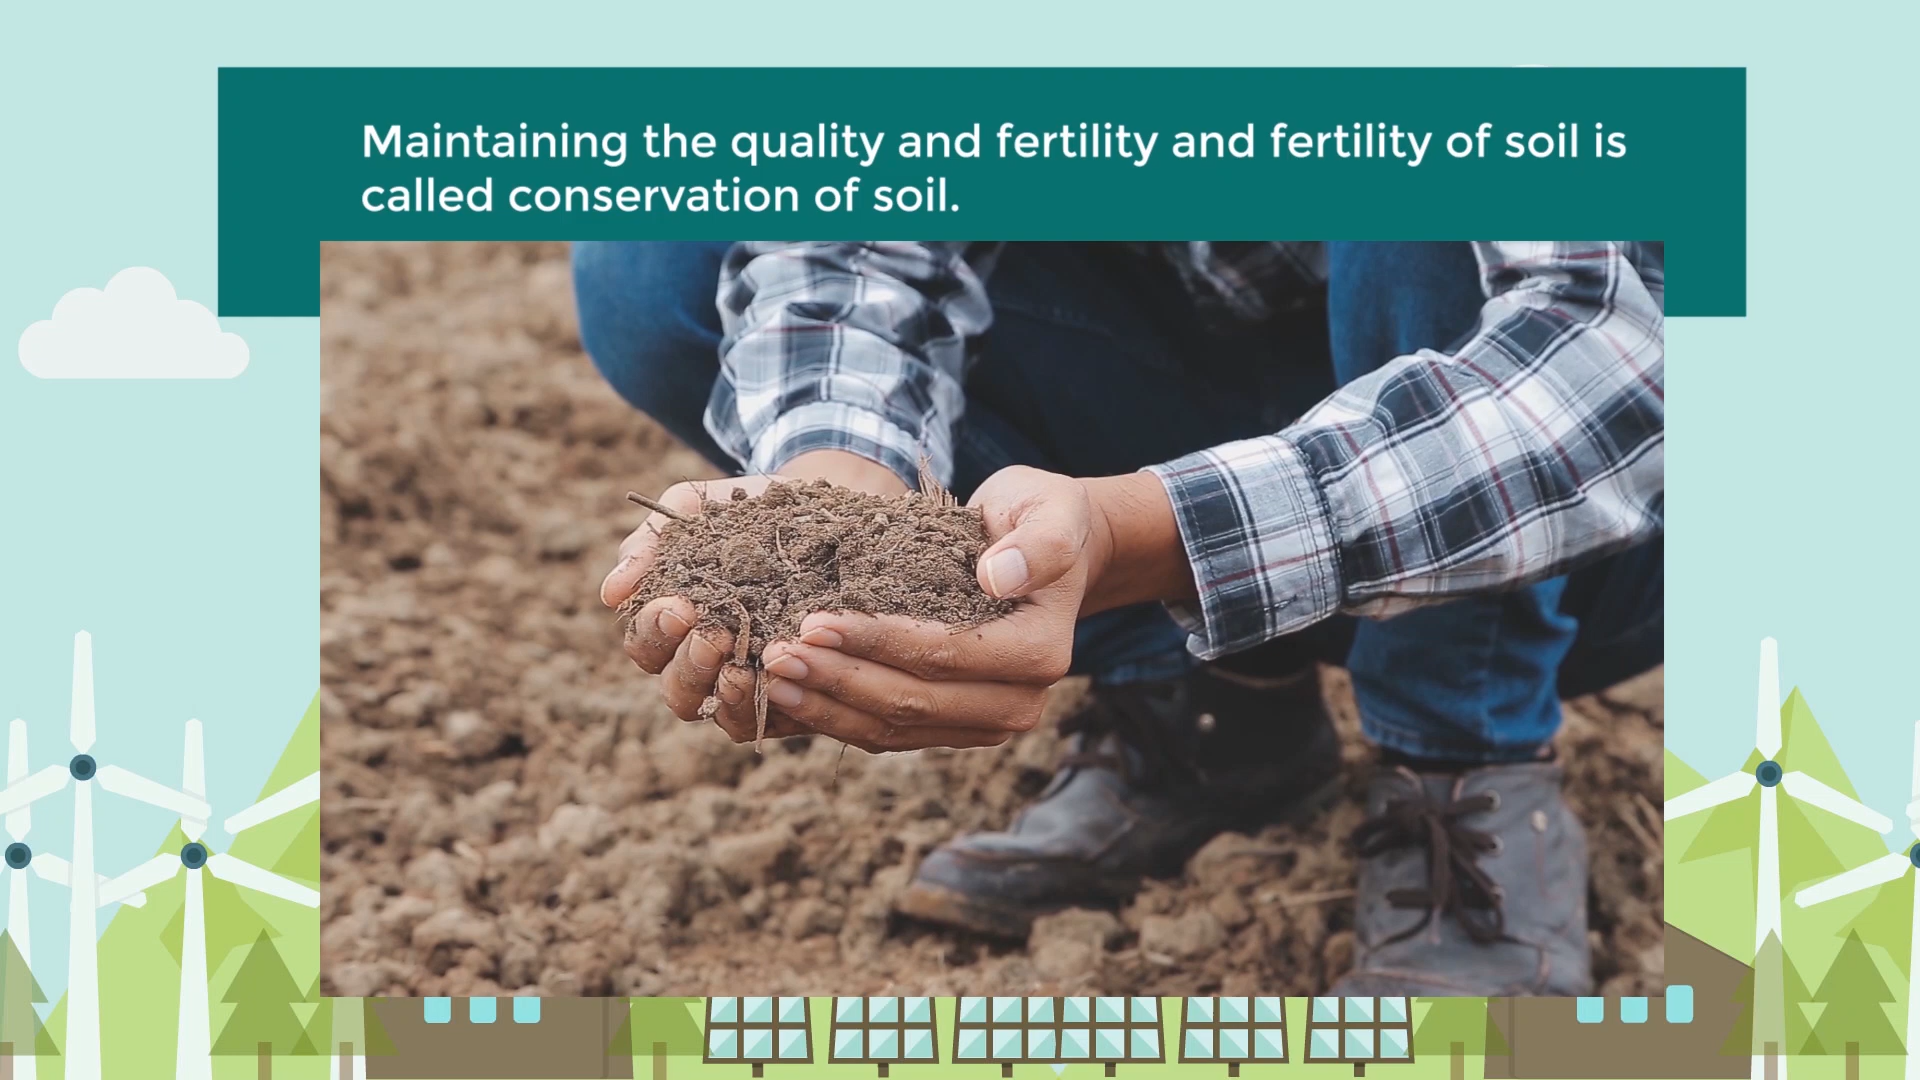 Maintaining the quality and fertility and fertility of soil is
called conservation of soil.